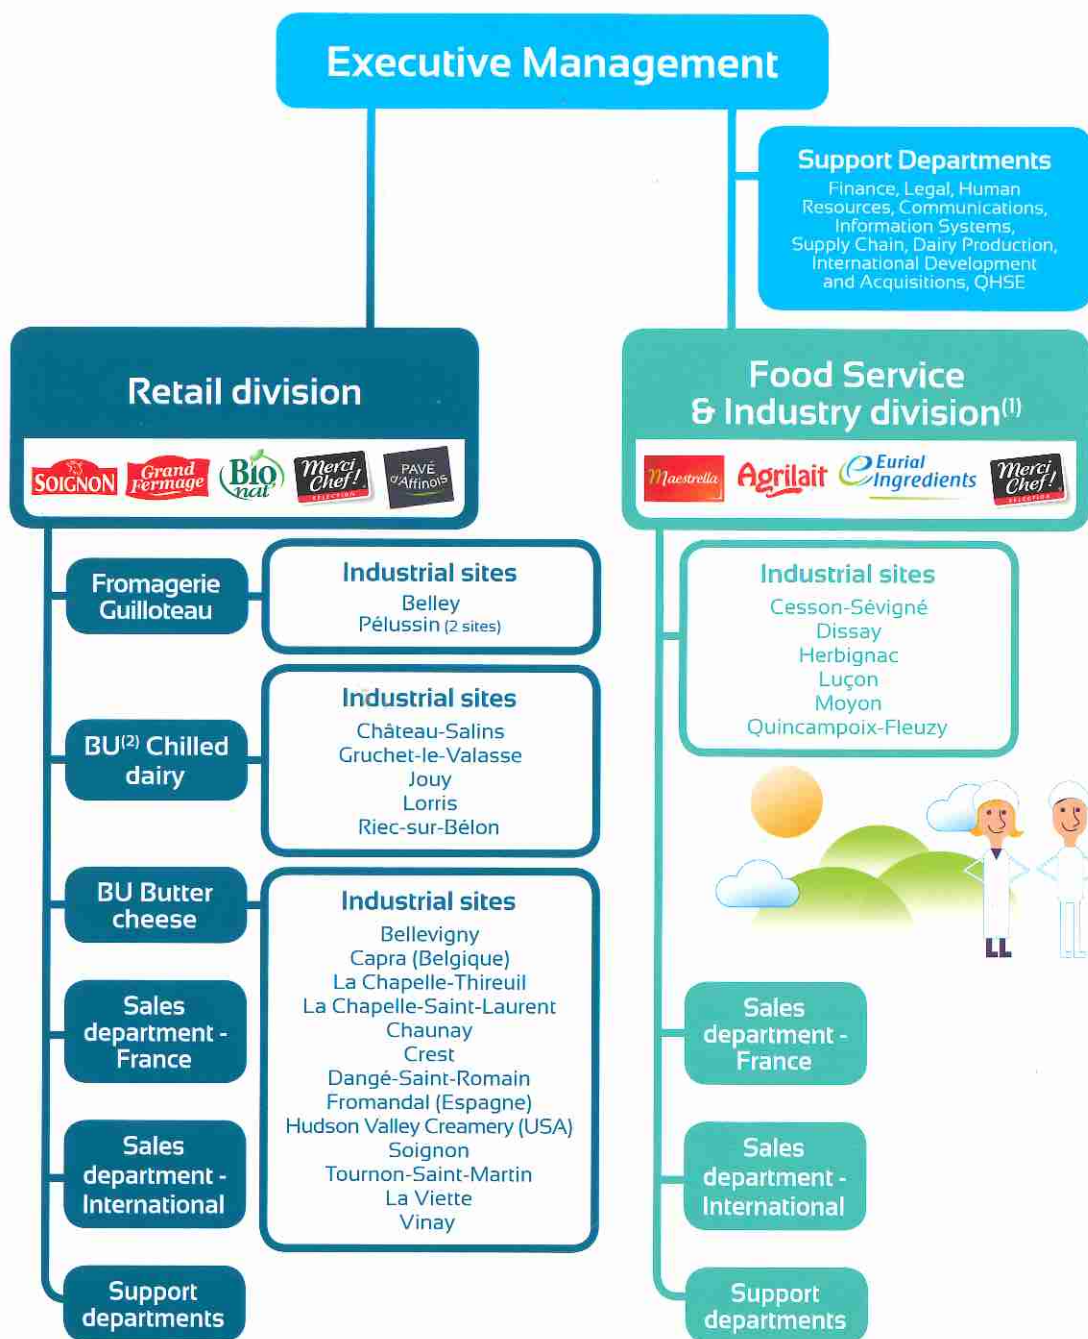 Executive Management
Support Departments
Finance, Legal, Human
Resources, Communications,
Information Systems,
Supply Chain, Dairy Production,
International Development
and Acquisitions, QHSE
Retail division
SOIGNON
Grand
Fermage
Bio
nat'
Merci
Chef!
SÉLECTION
PAVÉ
d'Affinois
Fromagerie
Guilloteau
Industrial sites
Belley
Pélussin (2 sites)
BU(2) Chilled
dairy
Industrial sites
Château-Salins
Gruchet-le-Valasse
Jouy
Lorris
Riec-sur-Bélon
BU Butter
cheese
Industrial sites
Bellevigny
Capra (Belgique)
La Chapelle-Thireuil
La Chapelle-Saint-Laurent
Chaunay
Crest
Dangé-Saint-Romain
Fromandal (Espagne)
Hudson Valley Creamery (USA)
Soignon
Tournon-Saint-Martin
La Viette
Vinay
Sales
department -
France
Sales
department -
International
Support
departments
Food Service
& Industry division(1)
Maestrella
Agrilait
Eurial
Ingredients
Merci
Chef!
SÉLECTION
Industrial sites
Cesson-Sévigné
Dissay
Herbignac
Luçon
Moyon
Quincampoix-Fleuzy
Sales
department -
France
Sales
department -
International
Support
departments